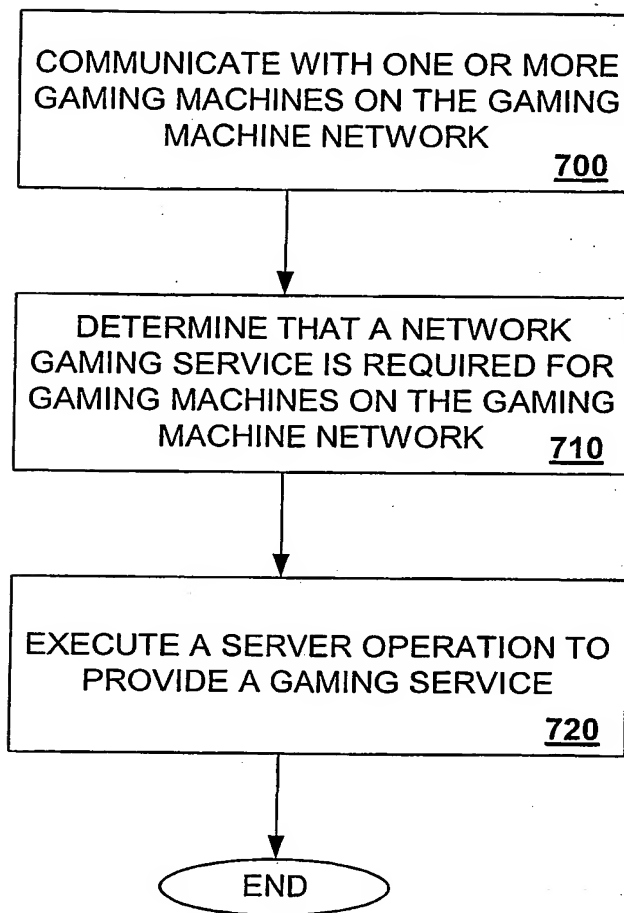 COMMUNICATE WITH ONE OR MORE
GAMING MACHINES ON THE GAMING
MACHINE NETWORK
700
DETERMINE THAT A NETWORK
GAMING SERVICE IS REQUIRED FOR
GAMING MACHINES ON THE GAMING
MACHINE NETWORK
710
EXECUTE A SERVER OPERATION TO
PROVIDE A GAMING SERVICE
720
END